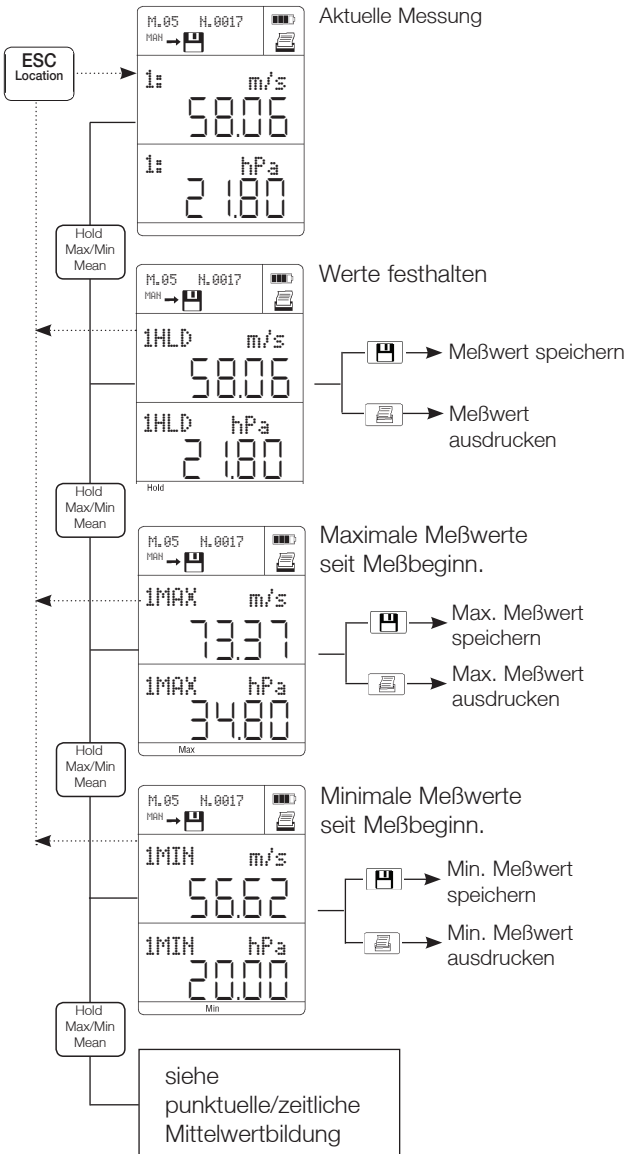 M.05 N.0017
MAN
Aktuelle Messung
ESC
Location
1: m/s
58.06
1: hPa
21.80
Hold
Max/Min
Mean
M.05 N.0017
MAN
Werte festhalten
1HLD m/s
58.06
Meßwert speichern
1HLD hPa
21.80
Hold
Meßwert
ausdrucken
Hold
Max/Min
Mean
M.05 N.0017
MAN
Maximale Meßwerte
seit Meßbeginn.
1MAX m/s
73.37
Max. Meßwert
speichern
1MAX hPa
34.80
Max
Max. Meßwert
ausdrucken
Hold
Max/Min
Mean
M.05 N.0017
MAN
Minimale Meßwerte
seit Meßbeginn.
1MIN m/s
56.62
Min. Meßwert
speichern
1MIN hPa
20.00
Min
Min. Meßwert
ausdrucken
Hold
Max/Min
Mean
siehe
punktuelle/zeitliche
Mittelwertbildung